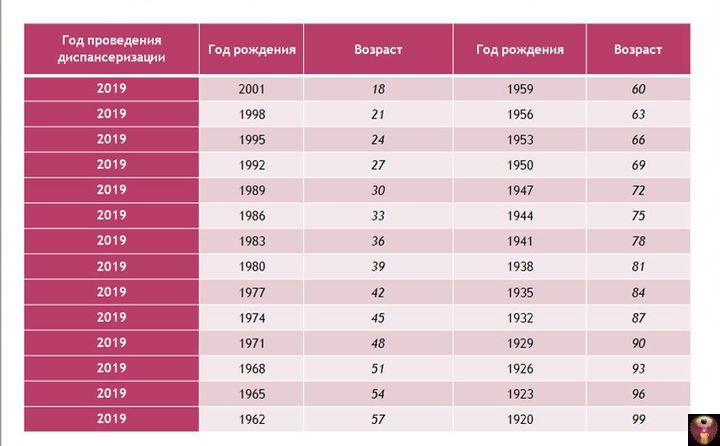 Год проведения диспансеризации Год рождения Возраст Год рождения Возраст
2019 2001 18 1959 60
2019 1998 21 1956 63
2019 1995 24 1953 66
2019 1992 27 1950 69
2019 1989 30 1947 72
2019 1986 33 1944 75
2019 1983 36 1941 78
2019 1980 39 1938 81
2019 1977 42 1935 84
2019 1974 45 1932 87
2019 1971 48 1929 90
2019 1968 51 1926 93
2019 1965 54 1923 96
2019 1962 57 1920 99